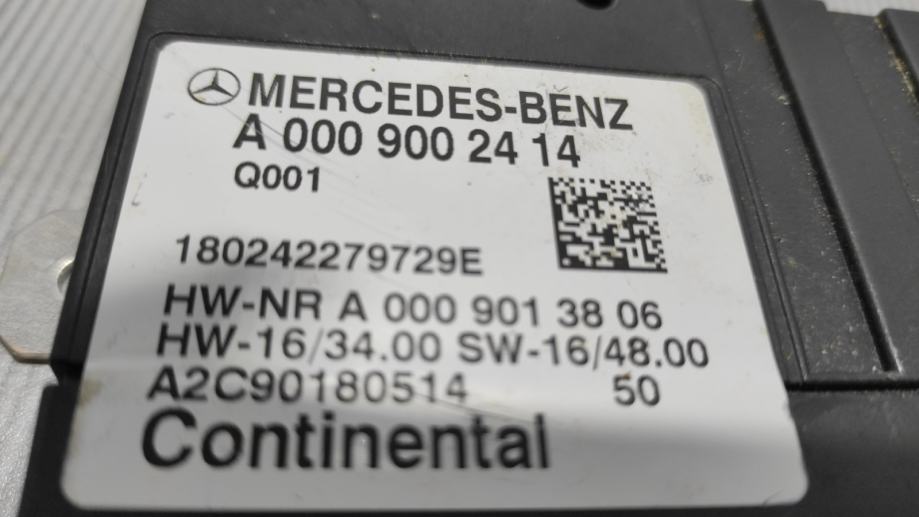 MERCEDES-BENZ
A 000 900 24 14
Q001
180242279729E
HW-NR A 000 901 38 06
HW-16/34.00 SW-16/48.00
A2C90180514 50
Continental